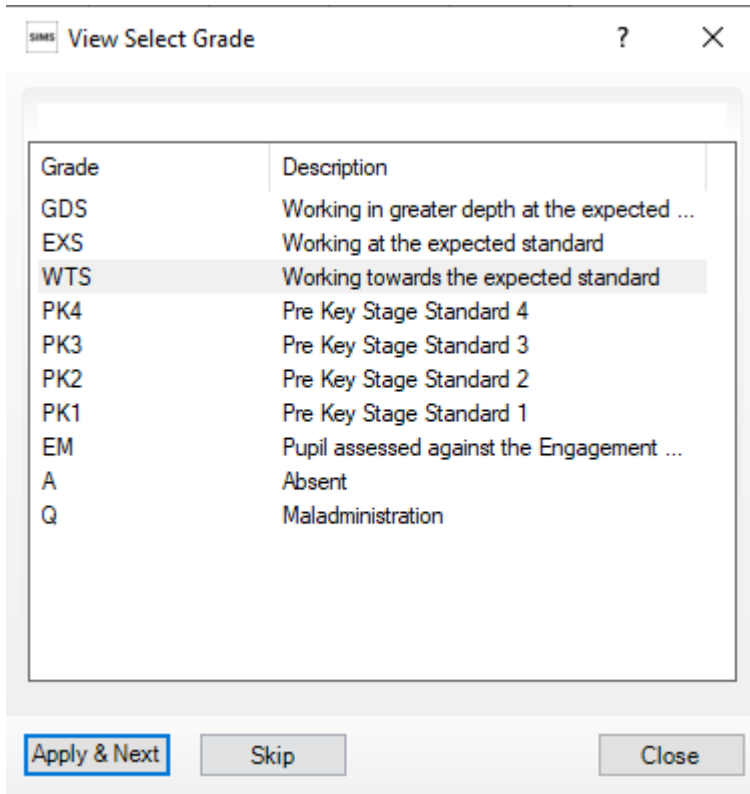 SIMS View Select Grade ? X
Grade Description
GDS Working in greater depth at the expected ...
EXS Working at the expected standard
WTS Working towards the expected standard
PK4 Pre Key Stage Standard 4
PK3 Pre Key Stage Standard 3
PK2 Pre Key Stage Standard 2
PK1 Pre Key Stage Standard 1
EM Pupil assessed against the Engagement ...
A Absent
Q Maladministration
Apply & Next Skip Close